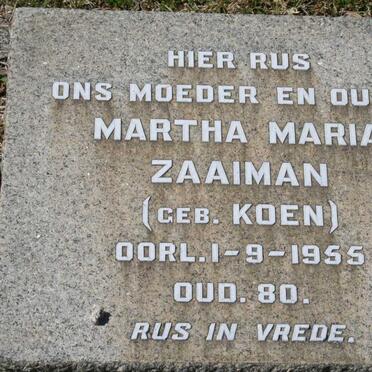 HIER RUS
ONS MOEDER EN OU
MARTHA MARIA
ZAAIMAN
(GEB. KOEN)
OORL. 1-9-1955
OUD. 80.
RUS IN VREDE.